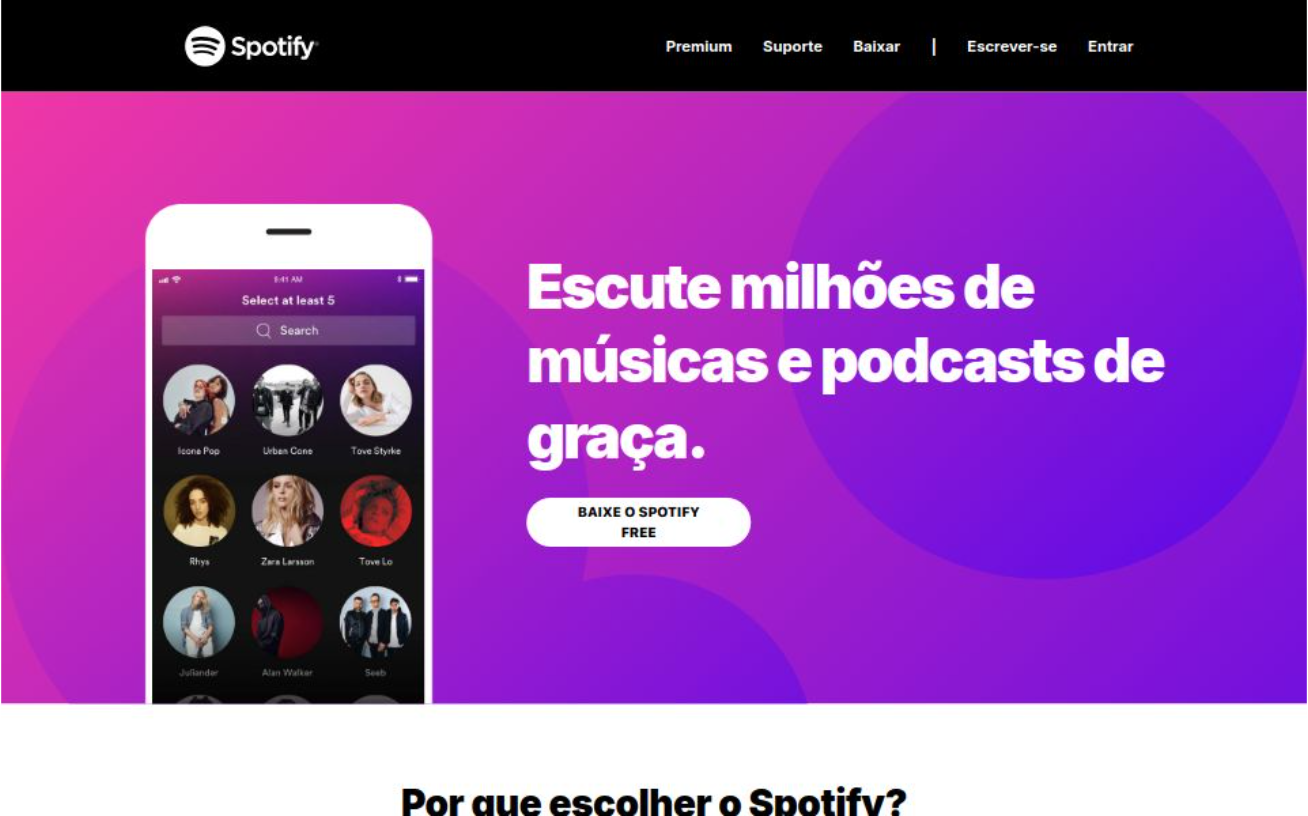 Spotify
Premium Suporte Baixar | Escrever-se Entrar
9:41 AM
Select at least 5
Search
Icona Pop Urban Cone Tove Styrke
Rhys Zara Larsson Tove Lo
Juliander Alan Walker Seeb
Escute milhões de
músicas e podcasts de
graça.
BAIXE O SPOTIFY
FREE
Por que escolher o Spotify?